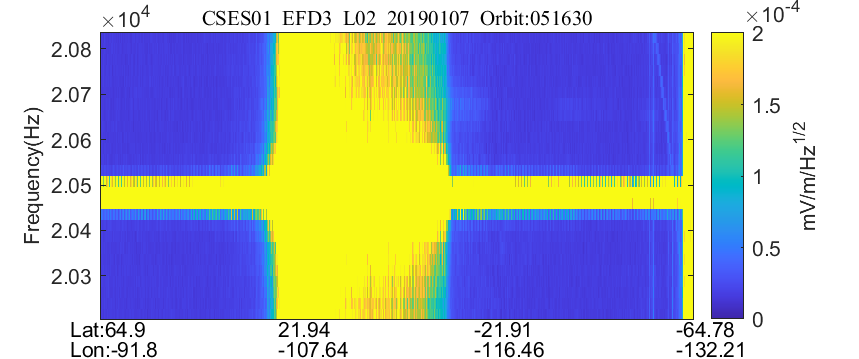 ×10⁴
CSES01 EFD3 L02 20190107 Orbit:051630
×10⁻⁴
2.08
2.07
2.06
2.05
2.04
2.03
Frequency(Hz)
2
1.5
1
0.5
0
mV/m/Hz^1/2
Lat:64.9 21.94 -21.91 -64.78
Lon:-91.8 -107.64 -116.46 -132.21